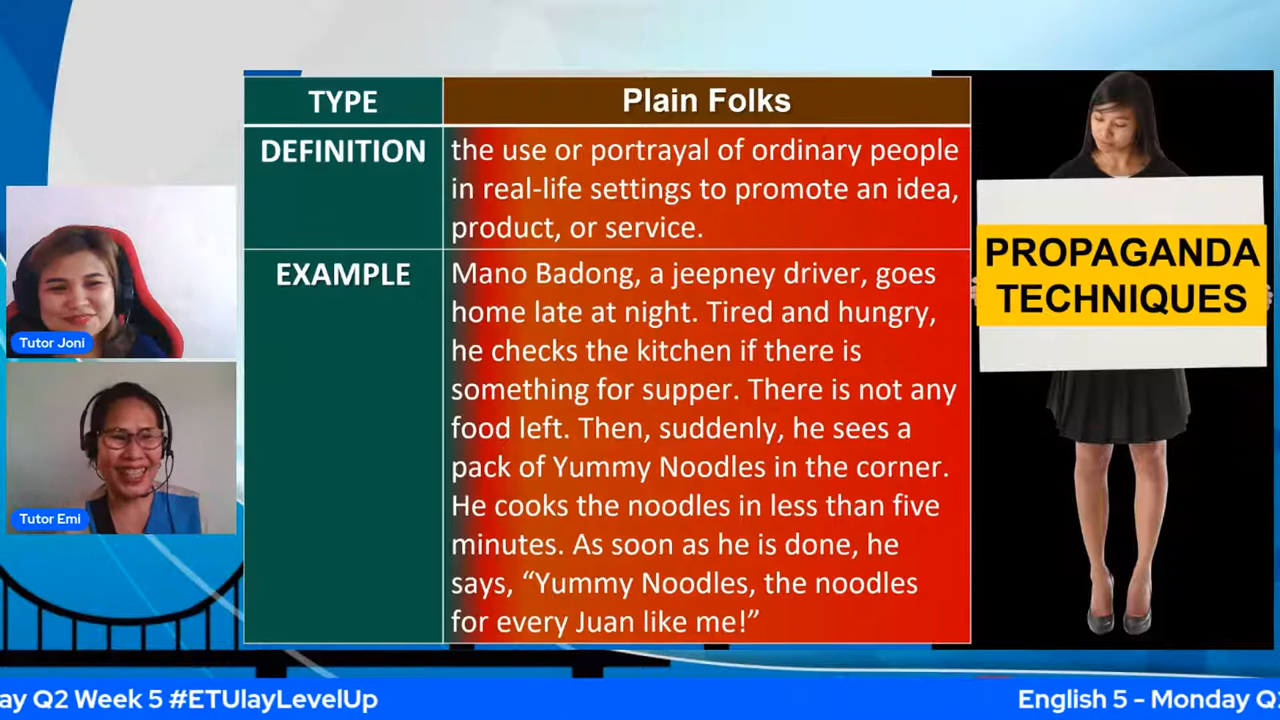 TYPE
Plain Folks
DEFINITION
the use or portrayal of ordinary people
in real-life settings to promote an idea,
product, or service.
EXAMPLE
Mano Badong, a jeepney driver, goes
home late at night. Tired and hungry,
he checks the kitchen if there is
something for supper. There is not any
food left. Then, suddenly, he sees a
pack of Yummy Noodles in the corner.
He cooks the noodles in less than five
minutes. As soon as he is done, he
says, “Yummy Noodles, the noodles
for every Juan like me!”
PROPAGANDA
TECHNIQUES
Tutor Joni
Tutor Emi
ay Q2 Week 5 #ETUlayLevelUp
English 5 - Monday Q